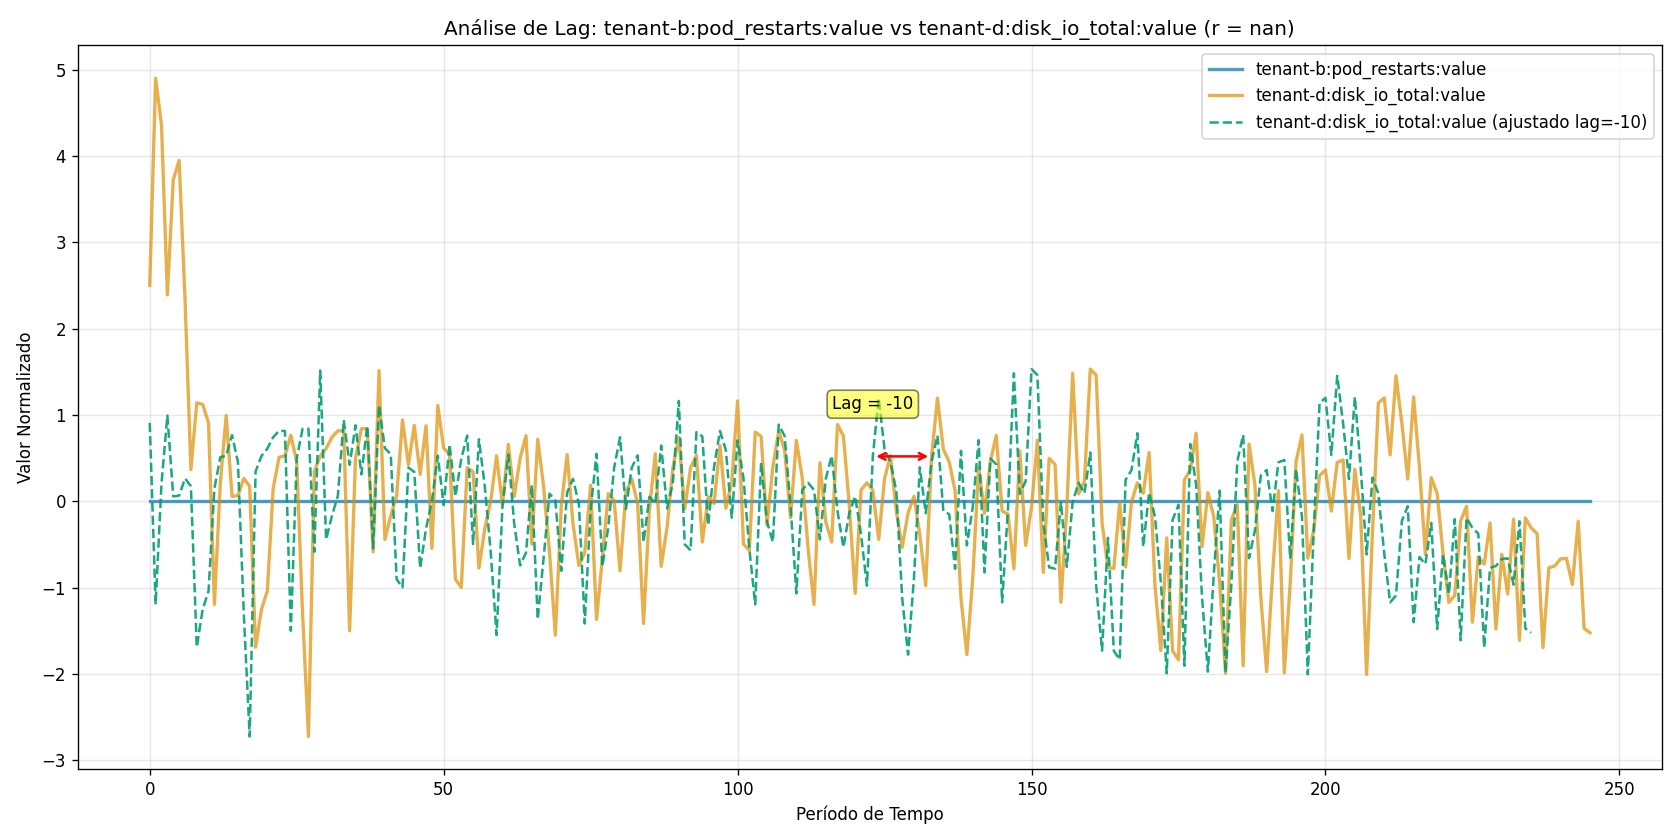 Análise de Lag: tenant-b:pod_restarts:value vs tenant-d:disk_io_total:value (r = nan)
tenant-b:pod_restarts:value
tenant-d:disk_io_total:value
tenant-d:disk_io_total:value (ajustado lag=-10)
Valor Normalizado
5
4
3
2
1
0
−1
−2
−3
Lag = -10
0
50
100
150
200
250
Período de Tempo